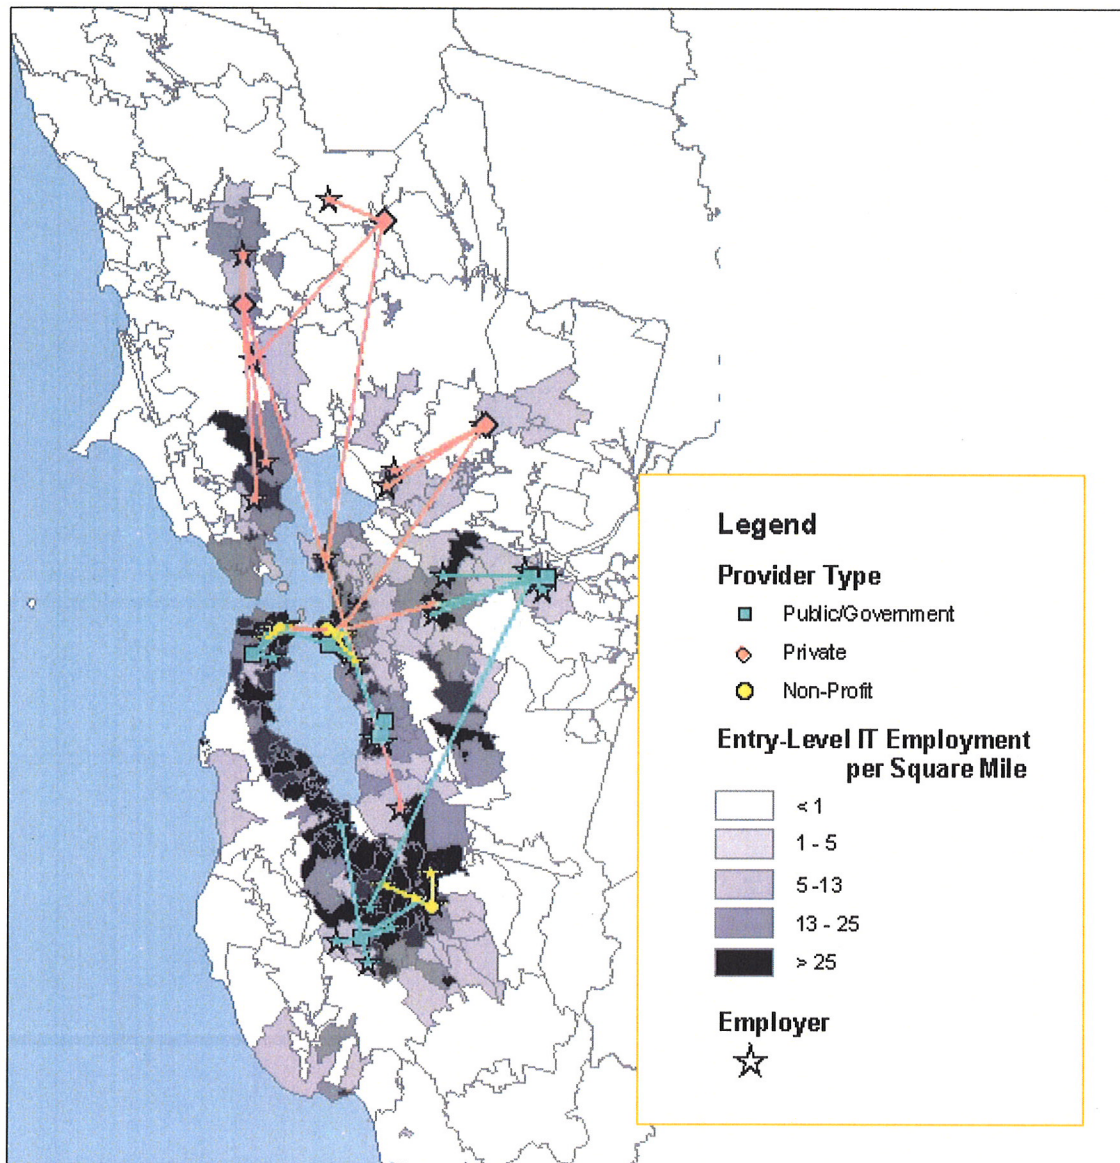 Legend
Provider Type
Public/Government
Private
Non-Profit
Entry-Level IT Employment
per Square Mile
< 1
1 - 5
5 -13
13 - 25
> 25
Employer